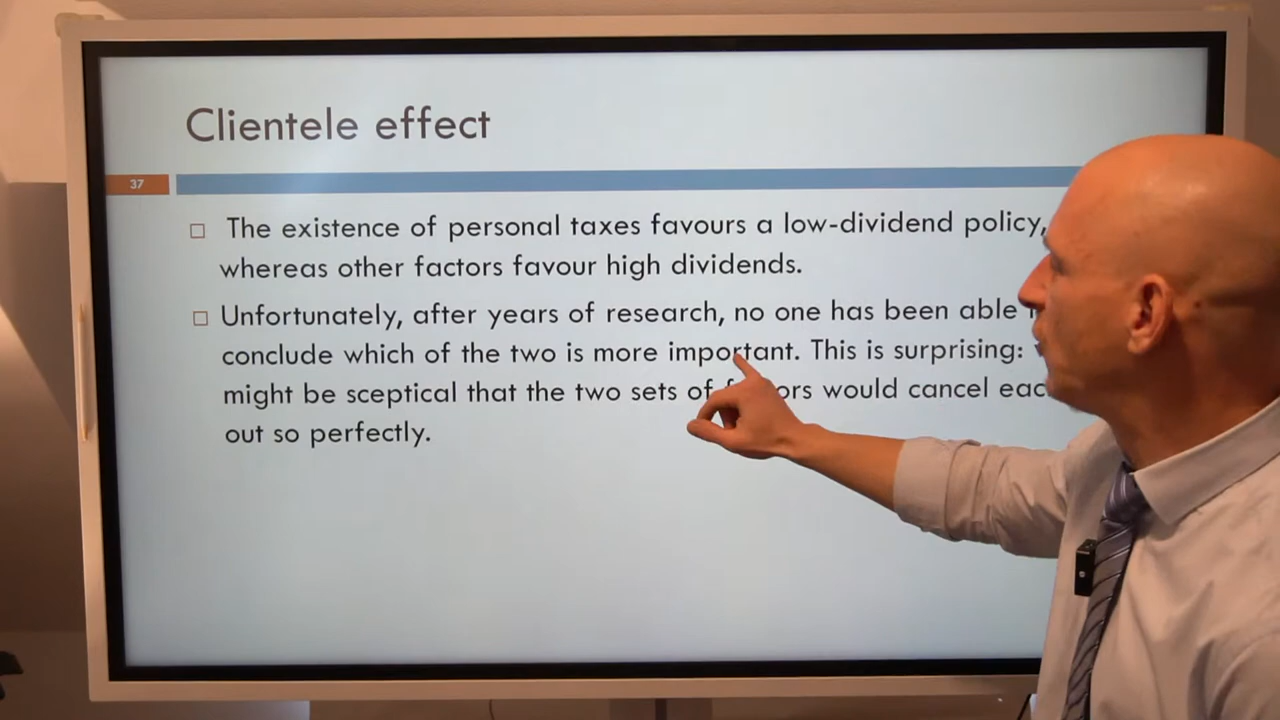 Clientele effect
37
The existence of personal taxes favours a low-dividend policy,
whereas other factors favour high dividends.
Unfortunately, after years of research, no one has been able
conclude which of the two is more important. This is surprising:
might be sceptical that the two sets of would cancel
out so perfectly.